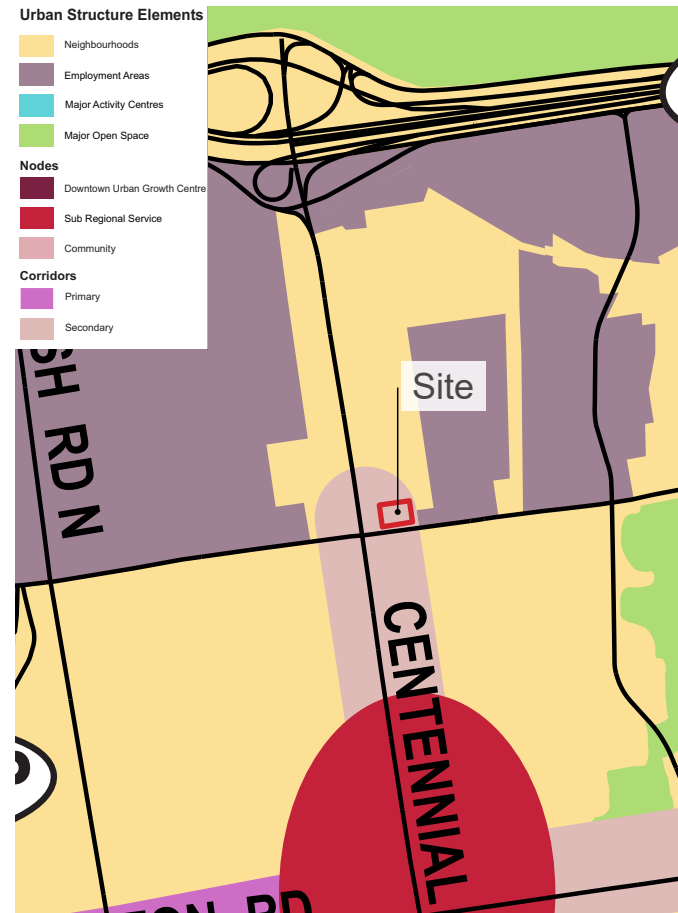 Urban Structure Elements
Neighbourhoods
Employment Areas
Major Activity Centres
Major Open Space
Nodes
Downtown Urban Growth Centre
Sub Regional Service
Community
Corridors
Primary
Secondary
RD N
Site
CENTENNIAL
RD